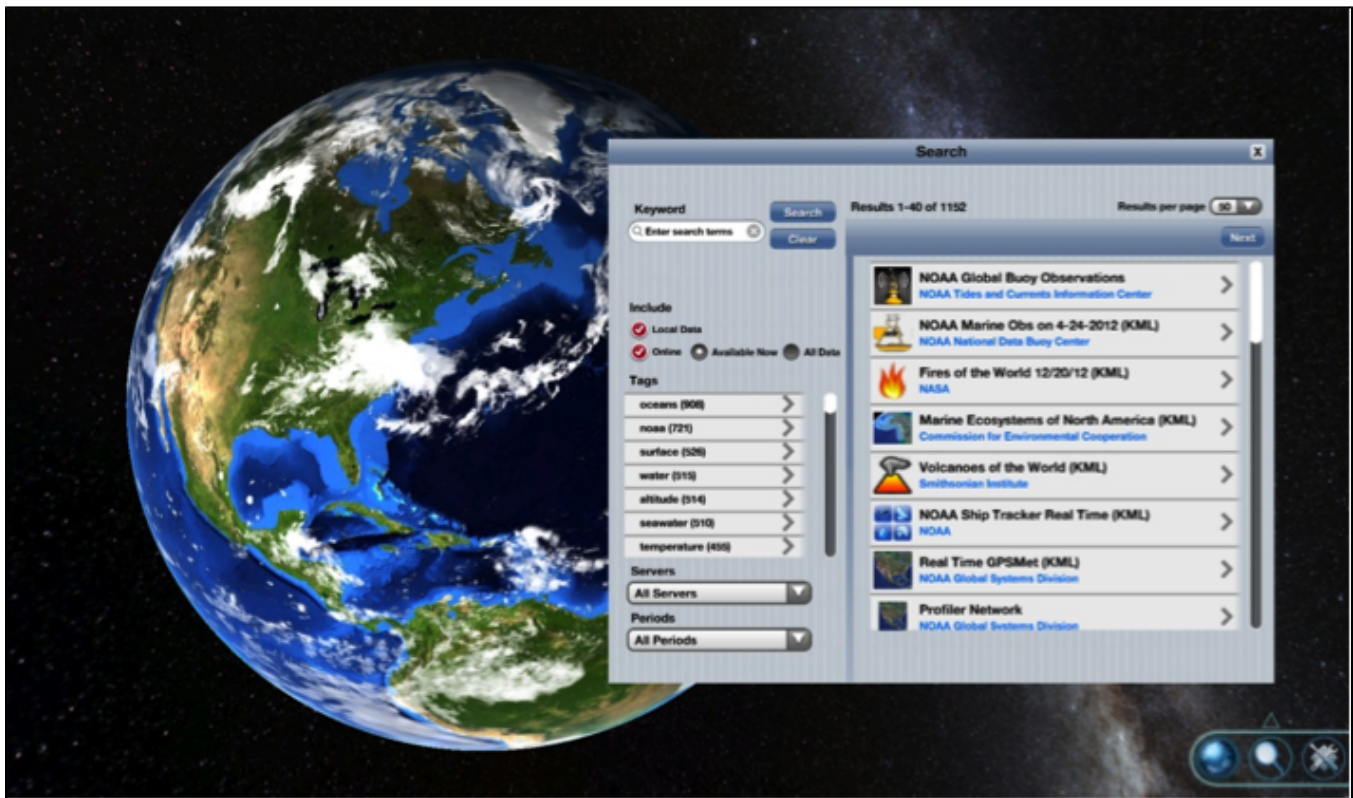 Search
X
Keyword
Search
Enter search terms
Clear
Include
Local Data
Online Available Now All Data
Tags
oceans (908)
noaa (721)
surface (526)
water (515)
altitude (514)
seawater (510)
temperature (455)
Servers
All Servers
Periods
All Periods
Results 1-40 of 1152
Results per page 50
Next
NOAA Global Buoy Observations
NOAA Tides and Currents Information Center
NOAA Marine Obs on 4-24-2012 (KML)
NOAA National Data Buoy Center
Fires of the World 12/20/12 (KML)
NASA
Marine Ecosystems of North America (KML)
Commission for Environmental Cooperation
Volcanoes of the World (KML)
Smithsonian Institute
NOAA Ship Tracker Real Time (KML)
NOAA
Real Time GPSMet (KML)
NOAA Global Systems Division
Profiler Network
NOAA Global Systems Division